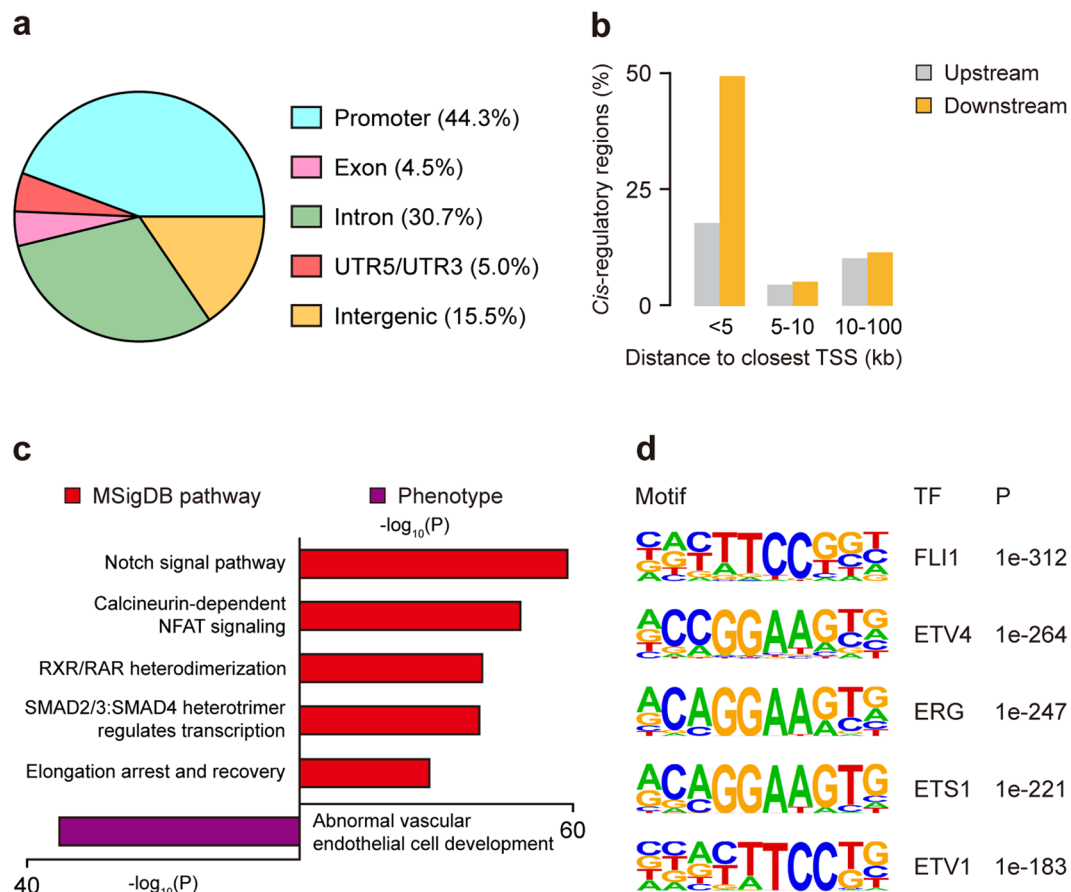 a
Promoter (44.3%)
Exon (4.5%)
Intron (30.7%)
UTR5/UTR3 (5.0%)
Intergenic (15.5%)
b
Cis-regulatory regions (%)
50
25
0
<5 5-10 10-100
Distance to closest TSS (kb)
Upstream
Downstream
c
MSigDB pathway Phenotype
-log10(P)
Notch signal pathway
Calcineurin-dependent
NFAT signaling
RXR/RAR heterodimerization
SMAD2/3:SMAD4 heterotrimer
regulates transcription
Elongation arrest and recovery
Abnormal vascular
endothelial cell development
60
40
-log10(P)
d
Motif TF P
FLI1 1e-312
ETV4 1e-264
ERG 1e-247
ETS1 1e-221
ETV1 1e-183